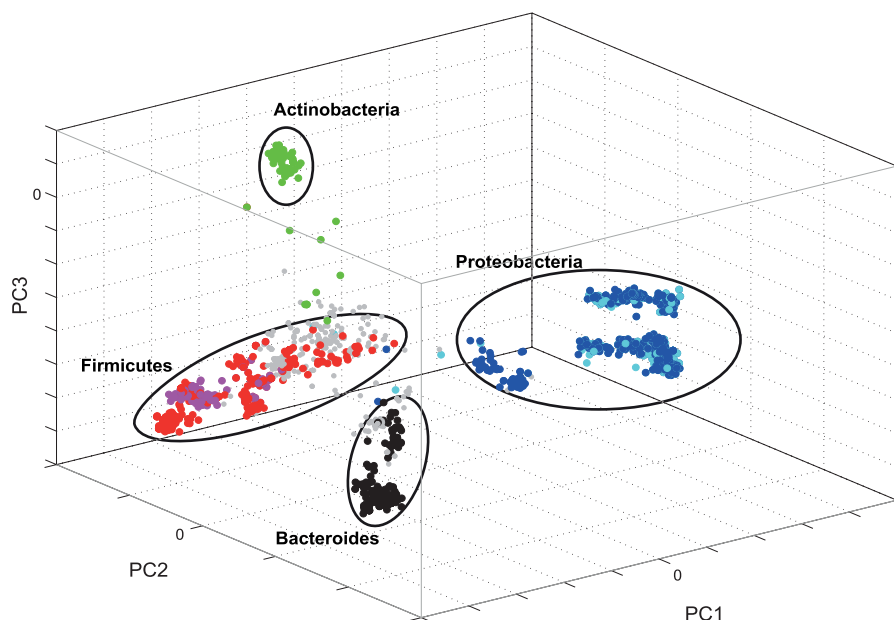 Actinobacteria
0
Proteobacteria
PC3
Firmicutes
0
Bacteroides
PC2
0
PC1